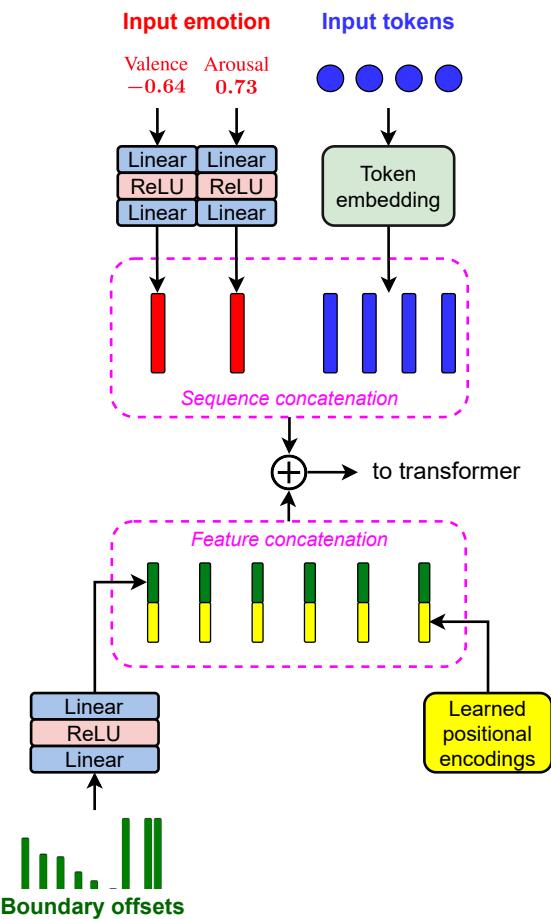 Input emotion
Input tokens
Valence Arousal
−0.64 0.73
Linear Linear
ReLU ReLU
Linear Linear
Token
embedding
Sequence concatenation
to transformer
Feature concatenation
Linear
ReLU
Linear
Learned
positional
encodings
Boundary offsets